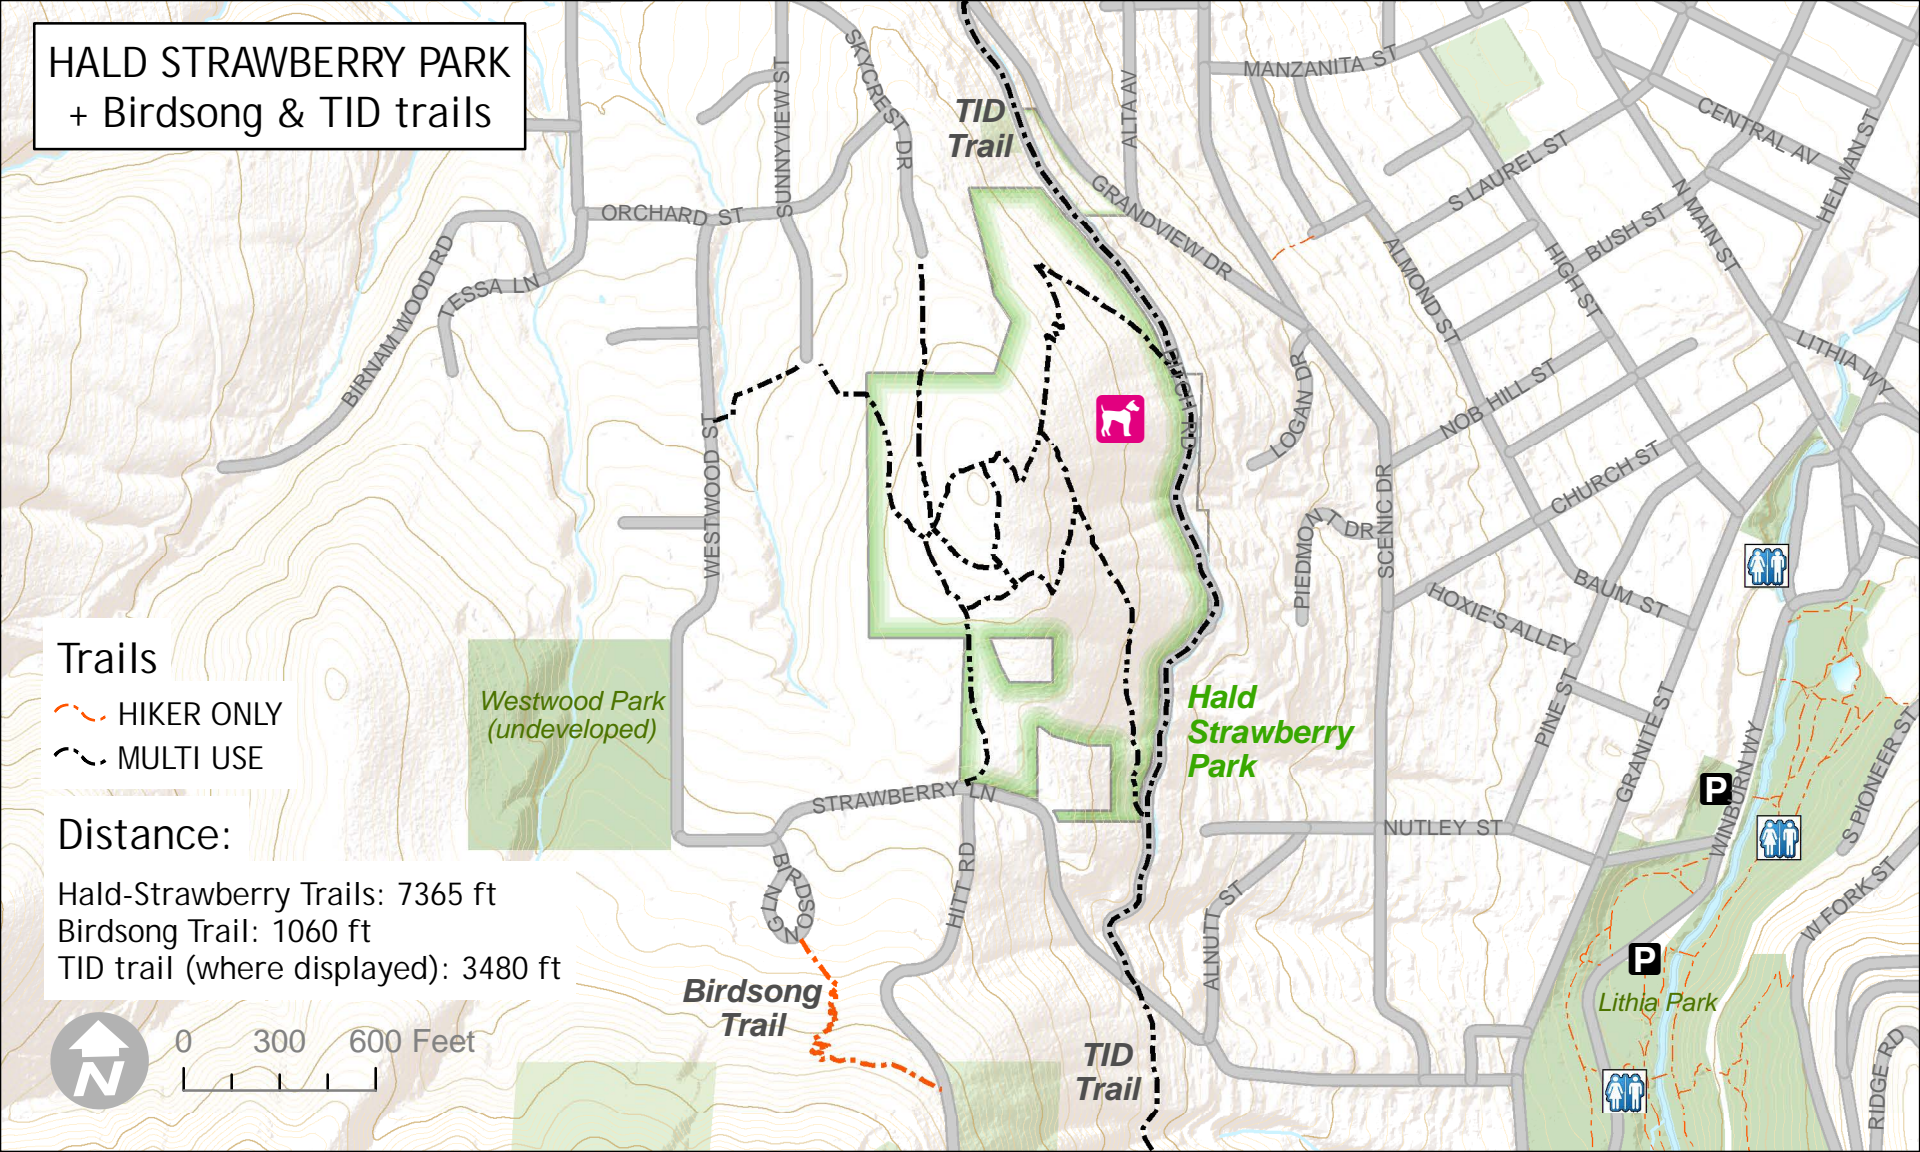 HALD STRAWBERRY PARK
+ Birdsong & TID trails
SKYCREST DR
SUNNYVIEW ST
TID
Trail
ALTA AV
MANZANITA ST
CENTRAL AV
HELMAN ST
S LAUREL ST
N MAIN ST
BUSH ST
HIGH ST
ALMOND ST
GRANDVIEW DR
ORCHARD ST
BIRNAM WOOD RD
TESSA LN
WESTWOOD ST
LITHIA WY
LOGAN DR
NOB HILL ST
CHURCH ST
SCENIC DR
PIEDMONT DR
HOXIE'S ALLEY
BAUM ST
PINE ST
GRANITE ST
WINBURN WY
S PIONEER ST
W FORK ST
RIDGE RD
NUTLEY ST
Trails
HIKER ONLY
MULTI USE
Westwood Park
(undeveloped)
Hald
Strawberry
Park
STRAWBERRY LN
BIRDSONG LN
HITT RD
P
Distance:
Hald-Strawberry Trails: 7365 ft
Birdsong Trail: 1060 ft
TID trail (where displayed): 3480 ft
Birdsong
Trail
P
Lithia Park
N
0 300 600 Feet
TID
Trail